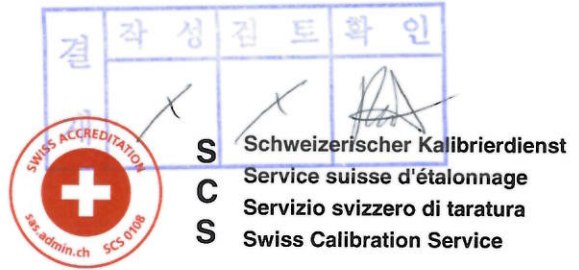 결 작 성 검 토 확 인
재
SWISS ACCREDITATION
sas.admin.ch SCS 0108
S Schweizerischer Kalibrierdienst
C Service suisse d'étalonnage
Servizio svizzero di taratura
S Swiss Calibration Service